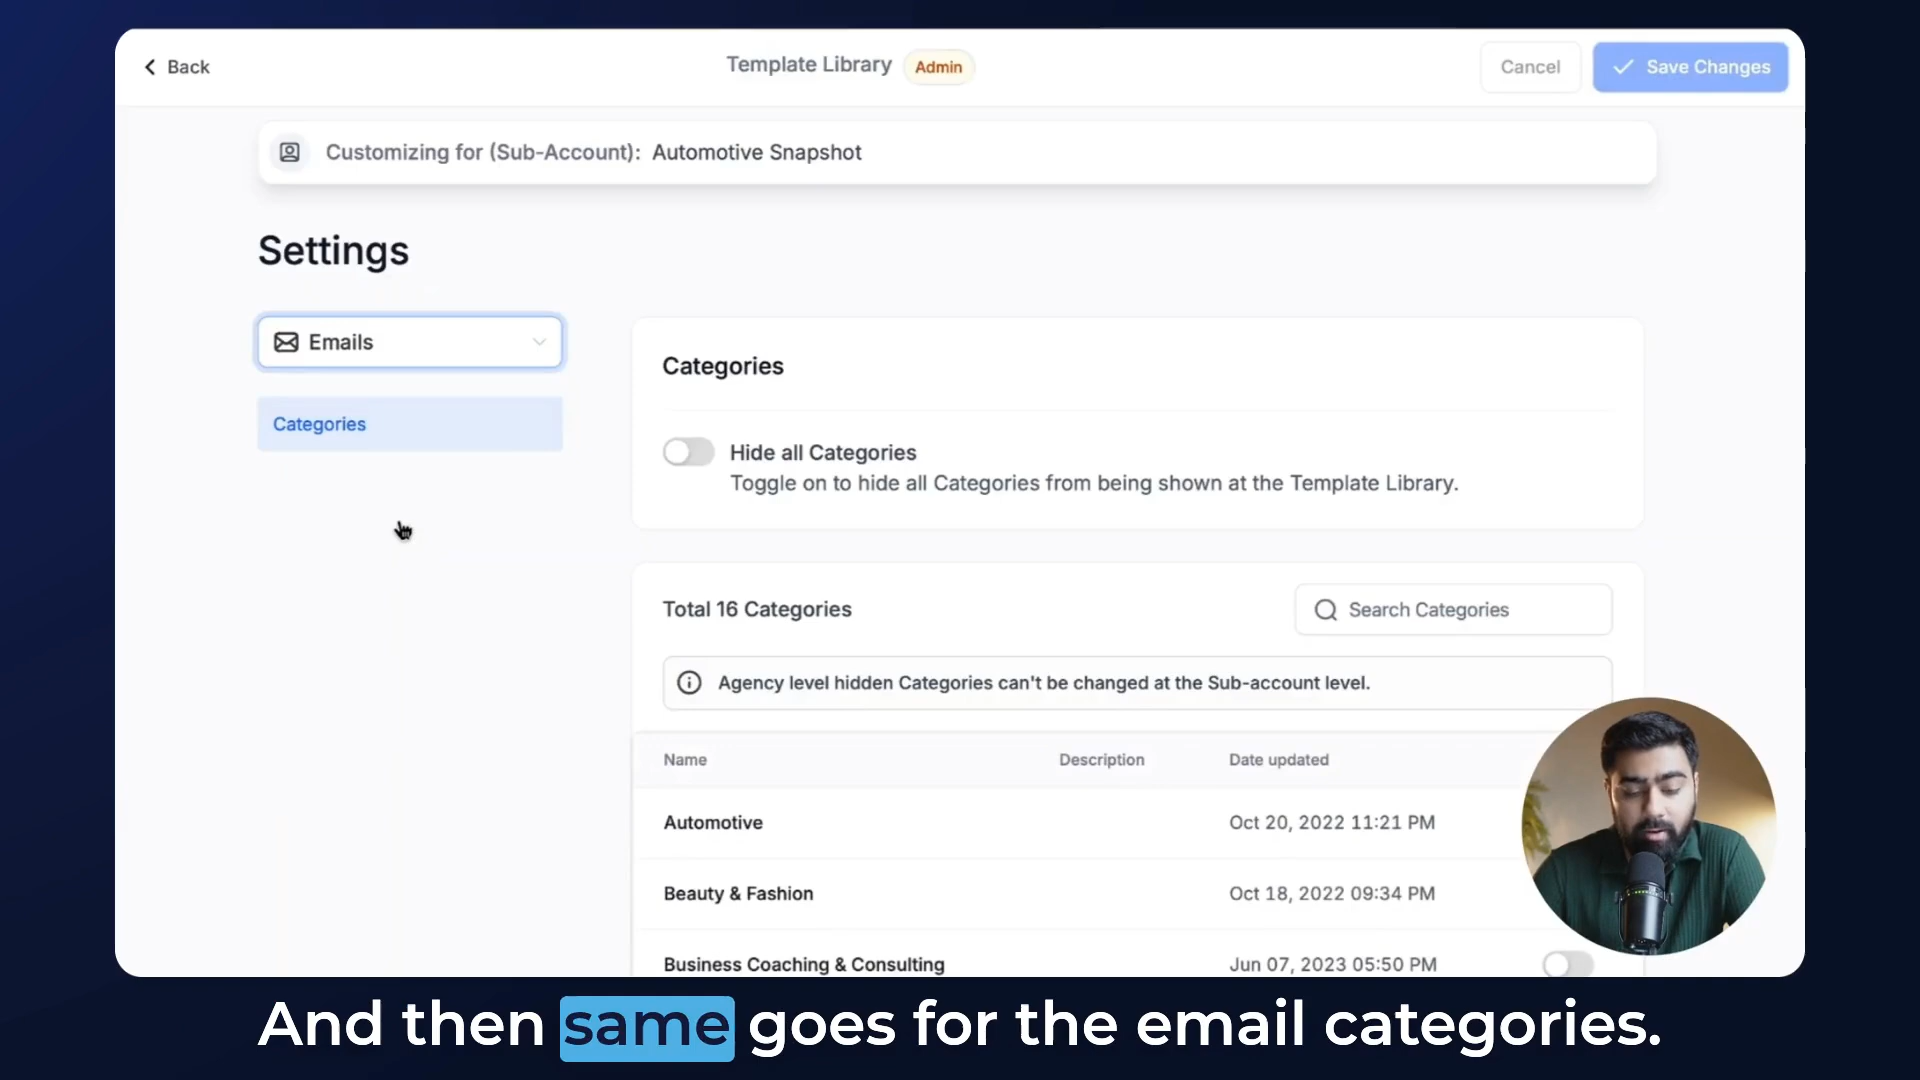 Back
Template Library Admin
Cancel
Save Changes
Customizing for (Sub-Account): Automotive Snapshot
Settings
Emails
Categories
Categories
Hide all Categories
Toggle on to hide all Categories from being shown at the Template Library.
Total 16 Categories
Search Categories
Agency level hidden Categories can't be changed at the Sub-account level.
Name Description Date updated
Automotive Oct 20, 2022 11:21 PM
Beauty & Fashion Oct 18, 2022 09:34 PM
Business Coaching & Consulting Jun 07, 2023 05:50 PM
And then same goes for the email categories.